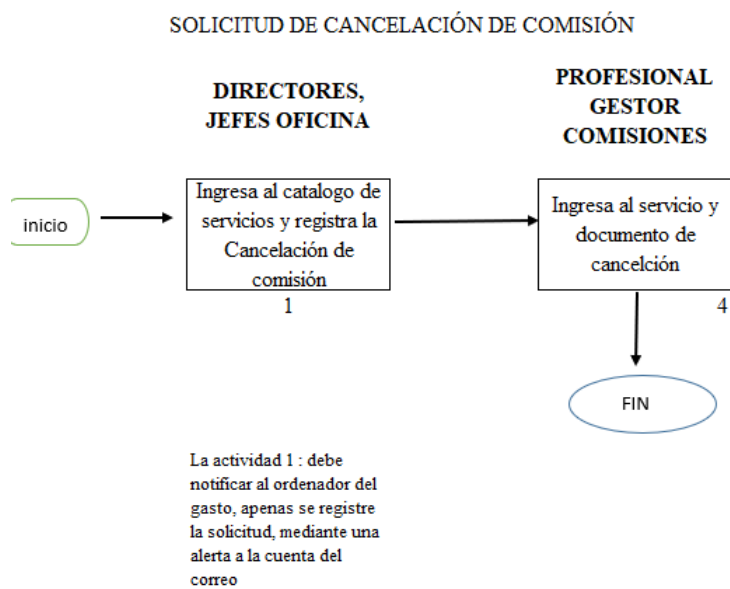 SOLICITUD DE CANCELACIÓN DE COMISIÓN
DIRECTORES,
JEFES OFICINA
PROFESIONAL
GESTOR
COMISIONES
inicio
Ingresa al catalogo de
servicios y registra la
Cancelación de
comisión
1
Ingresa al servicio y
documento de
cancelción
4
FIN
La actividad 1 : debe
notificar al ordenador del
gasto, apenas se registre
la solicitud, mediante una
alerta a la cuenta del
correo